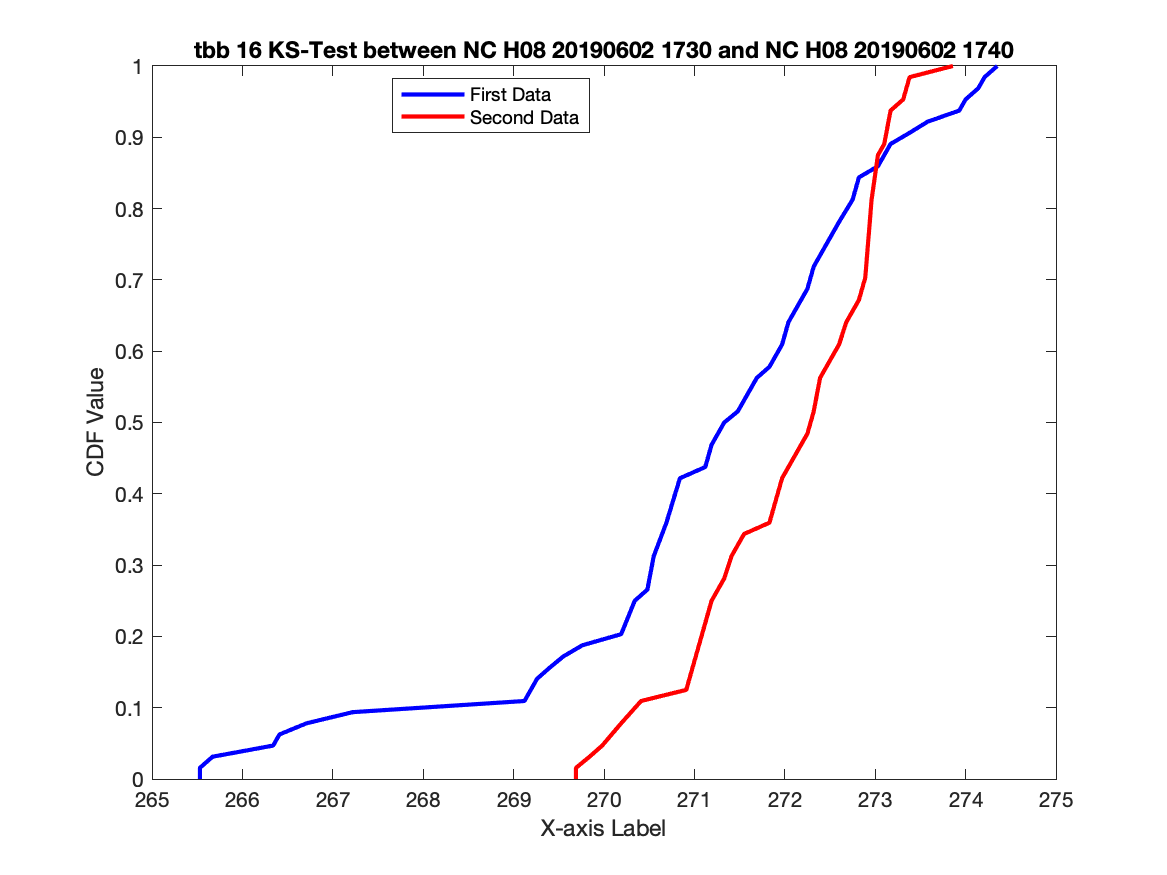 tbb 16 KS-Test between NC H08 20190602 1730 and NC H08 20190602 1740
First Data
Second Data
1
0.9
0.8
0.7
0.6
0.5
0.4
0.3
0.2
0.1
0
CDF Value
265 266 267 268 269 270 271 272 273 274 275
X-axis Label